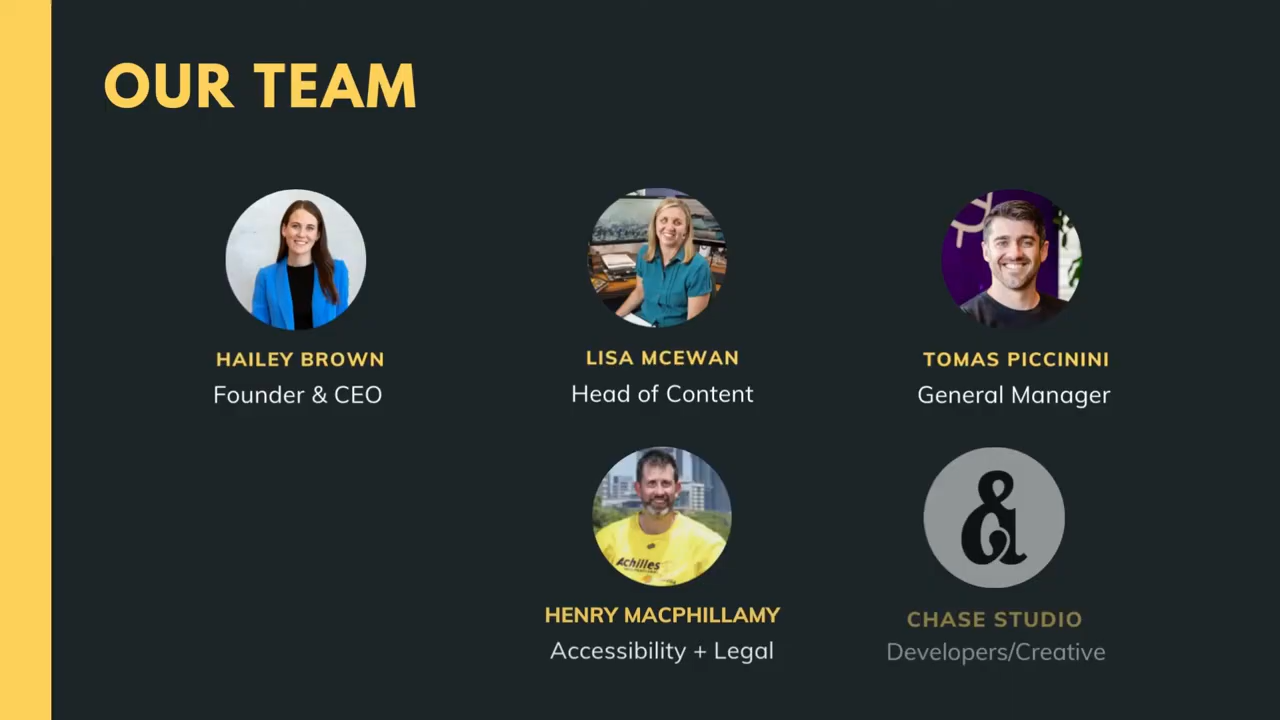 OUR TEAM
HAILEY BROWN
Founder & CEO
LISA MCEWAN
Head of Content
TOMAS PICCININI
General Manager
Achilles
HENRY MACPHILLAMY
Accessibility + Legal
&
CHASE STUDIO
Developers/Creative